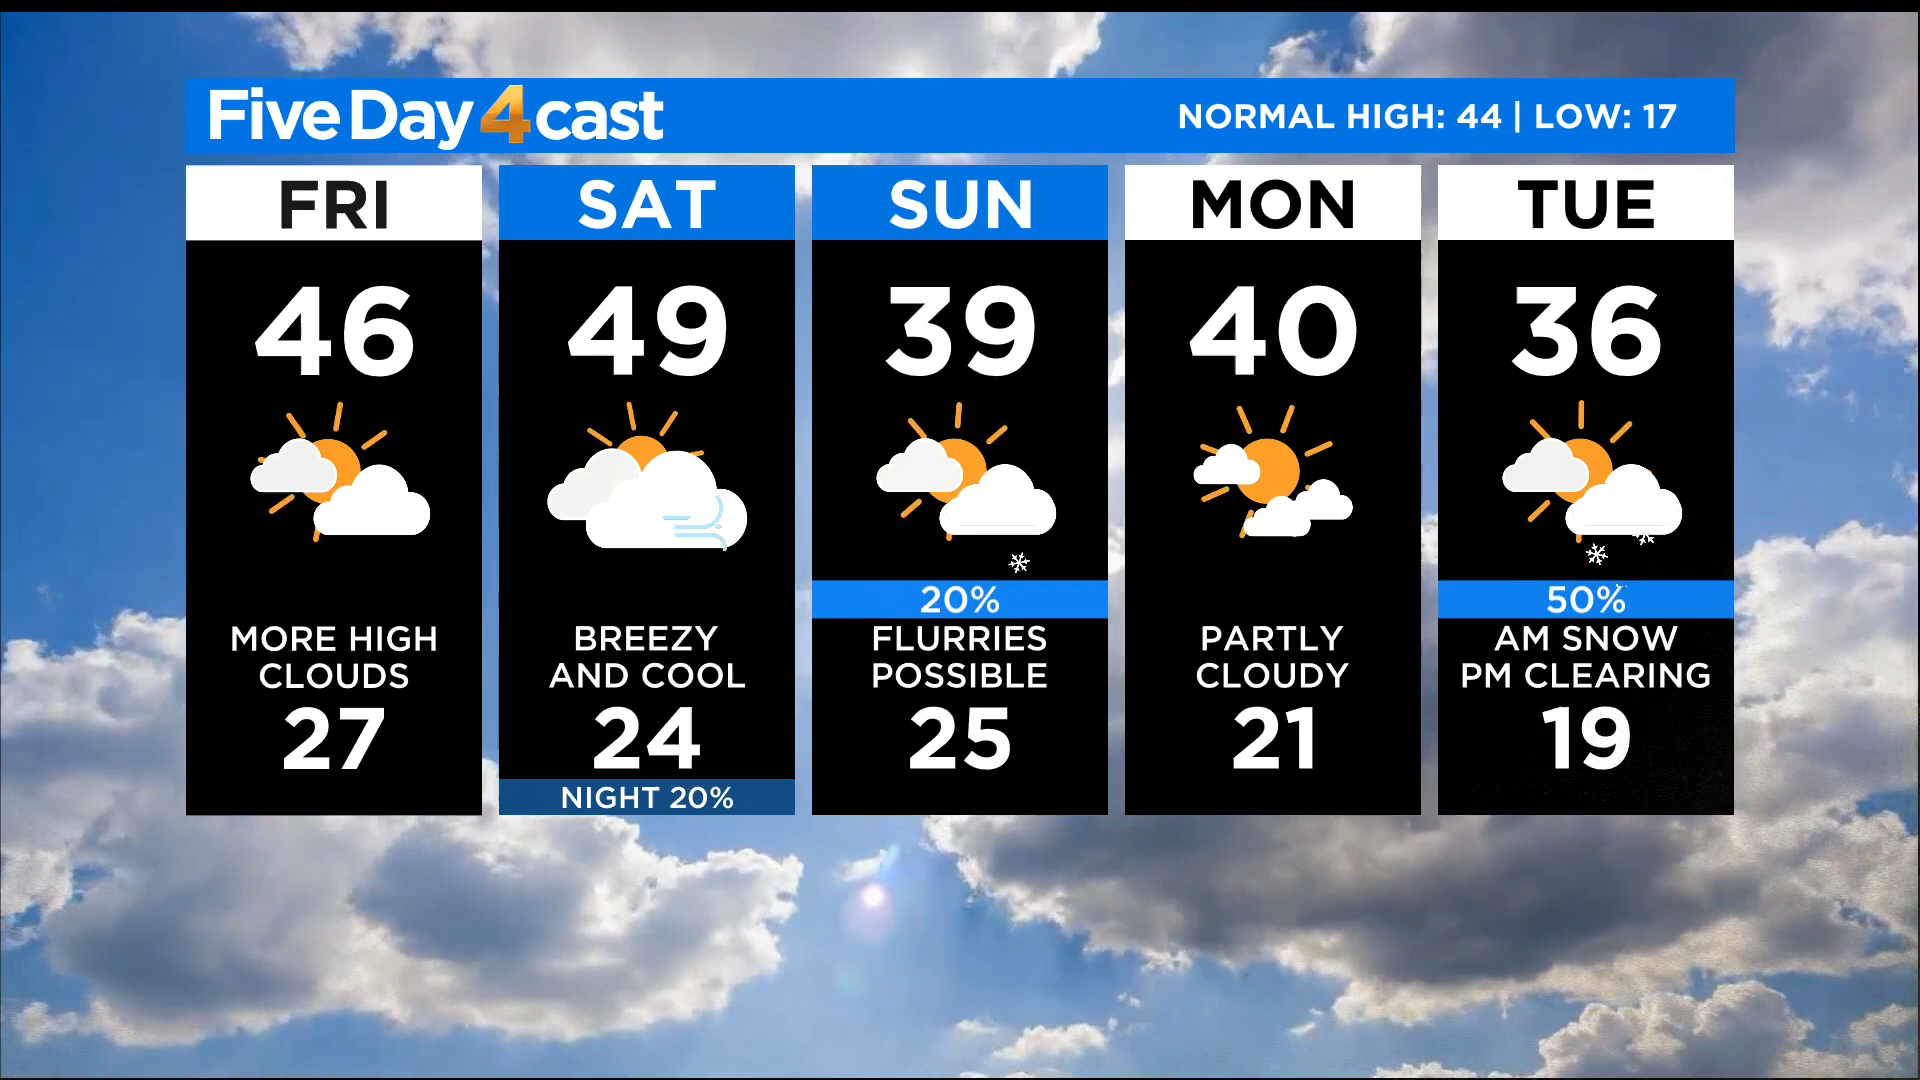 Five Day 4cast
NORMAL HIGH: 44 | LOW: 17
FRI
46
MORE HIGH
CLOUDS
27
SAT
49
BREEZY
AND COOL
24
NIGHT 20%
SUN
39
20%
FLURRIES
POSSIBLE
25
MON
40
PARTLY
CLOUDY
21
TUE
36
50%
AM SNOW
PM CLEARING
19